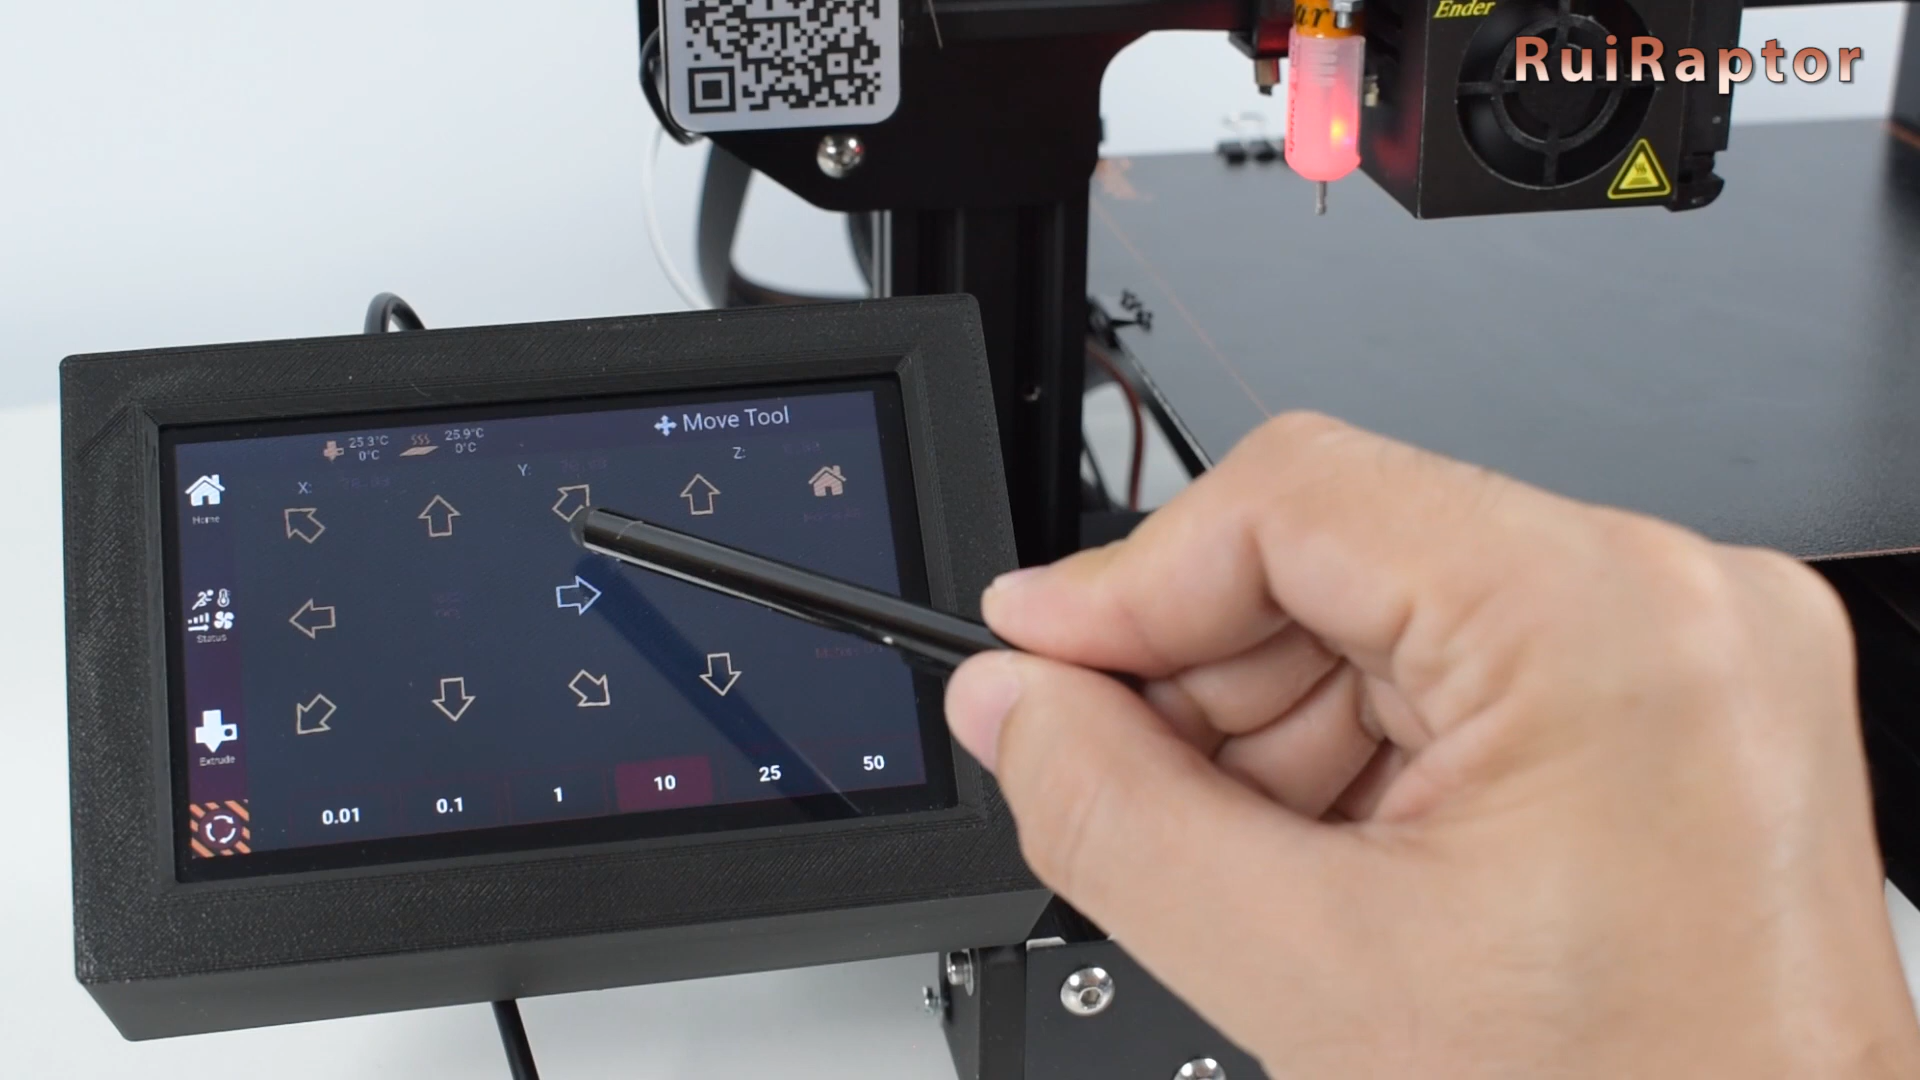 Ender
RuiRaptor
ar
25.3°C
0°C
25.9°C
0°C
Move Tool
X:
Y:
Z:
Home
Status
Extrude
0.01
0.1
1
10
25
50